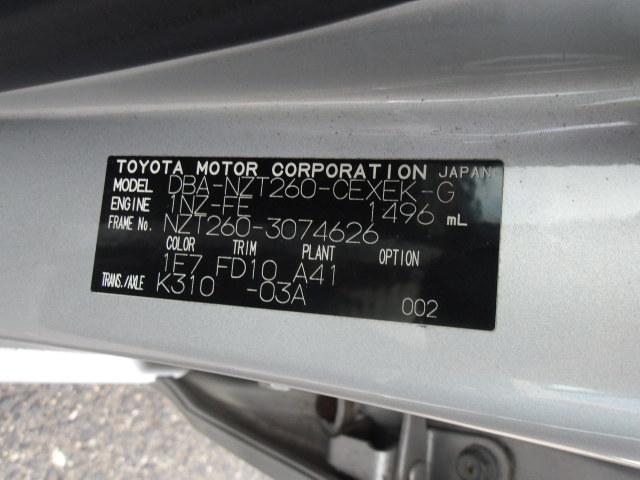 TOYOTA MOTOR CORPORATION JAPAN
MODEL DBA-NZT260-CEXEK-G
ENGINE 1NZ-FE 1496 mL
FRAME No. NZT260-3074626
COLOR TRIM PLANT OPTION
1E7 FD10 A41
TRANS./AXLE K310 -03A
002